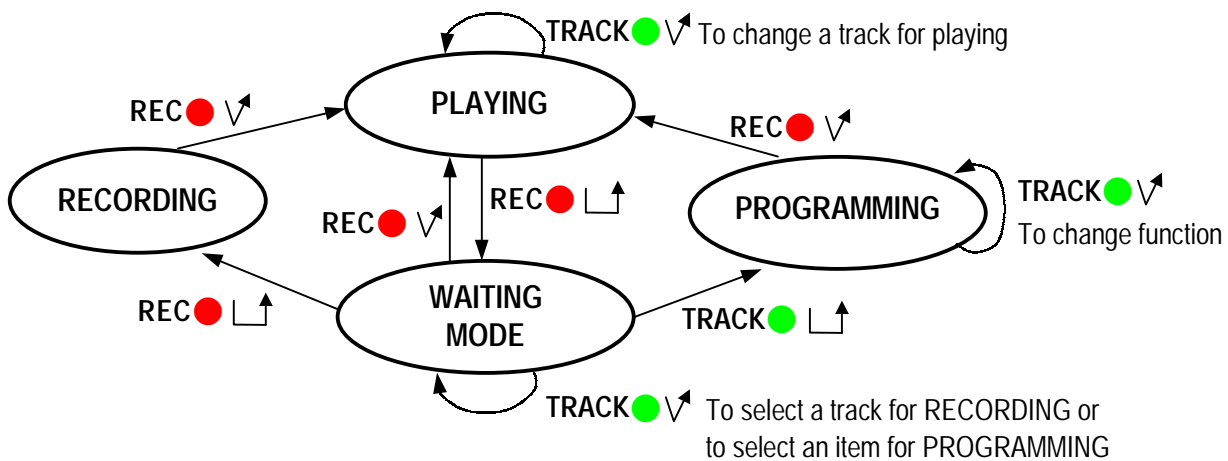 TRACK To change a track for playing
PLAYING
REC
REC
RECORDING
REC
REC
PROGRAMMING
TRACK
To change function
REC
WAITING
MODE
TRACK
TRACK To select a track for RECORDING or
to select an item for PROGRAMMING